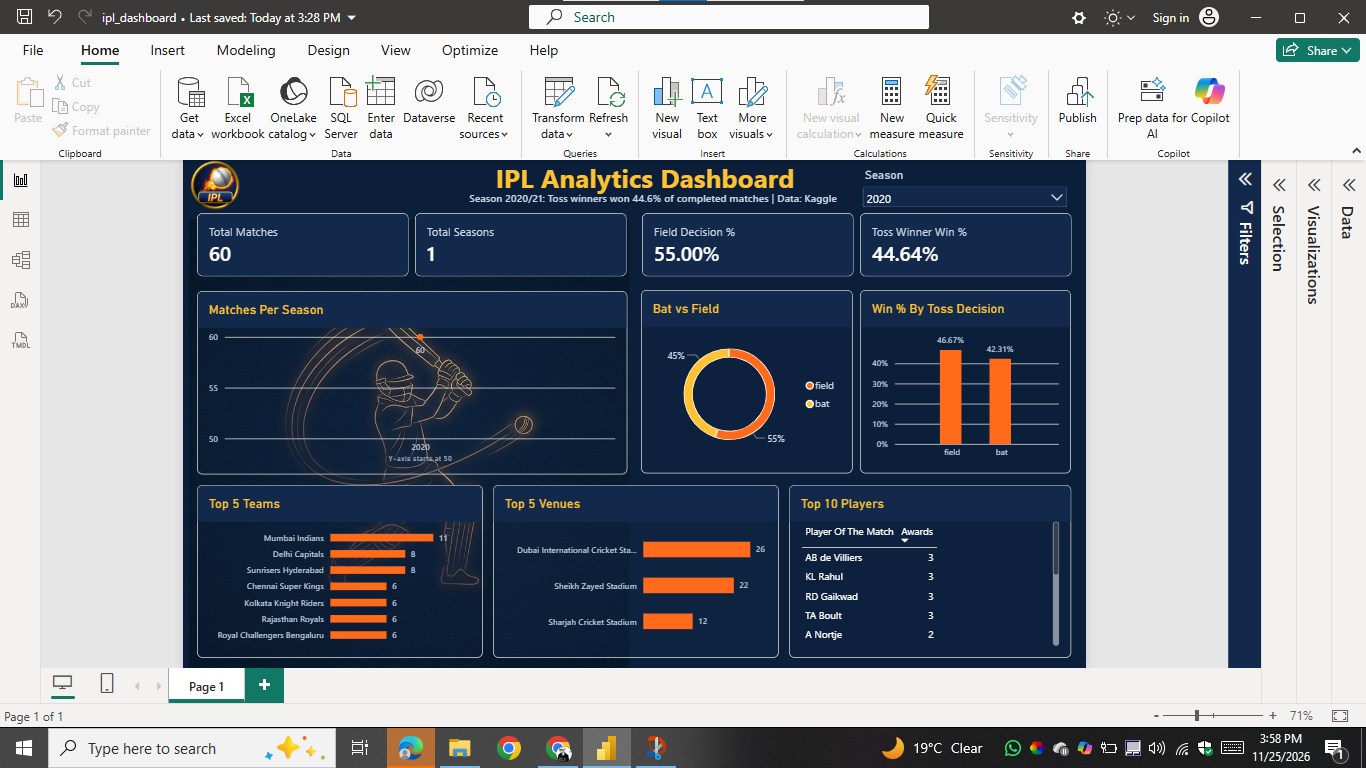 ipl_dashboard • Last saved: Today at 3:28 PM
Search
Sign in
File Home Insert Modeling Design View Optimize Help
Share
Paste
Cut
Copy
Format painter
Clipboard
Get data
Excel workbook
OneLake catalog
SQL Server
Enter data
Dataverse
Recent sources
Data
Transform data
Refresh
Queries
New visual
Text box
More visuals
Insert
New visual calculation
New measure
Quick measure
Calculations
Sensitivity
Sensitivity
Publish
Share
Prep data for AI
Copilot
Copilot
DAX
TMDL
IPL
IPL Analytics Dashboard
Season 2020/21: Toss winners won 44.6% of completed matches | Data: Kaggle
Season
2020
Total Matches
60
Total Seasons
1
Field Decision %
55.00%
Toss Winner Win %
44.64%
Matches Per Season
60
60
55
50
2020
Y-axis starts at 50
Bat vs Field
45%
55%
field
bat
Win % By Toss Decision
46.67%
42.31%
40%
30%
20%
10%
0%
field bat
Top 5 Teams
Mumbai Indians 11
Delhi Capitals 8
Sunrisers Hyderabad 8
Chennai Super Kings 6
Kolkata Knight Riders 6
Rajasthan Royals 6
Royal Challengers Bengaluru 6
Top 5 Venues
Dubai International Cricket Sta... 26
Sheikh Zayed Stadium 22
Sharjah Cricket Stadium 12
Top 10 Players
Player Of The Match Awards
AB de Villiers 3
KL Rahul 3
RD Gaikwad 3
TA Boult 3
A Nortje 2
Filters
Selection
Visualizations
Data
Page 1
+
Page 1 of 1
- + 71%
Type here to search
19°C Clear
3:58 PM
11/25/2026
1